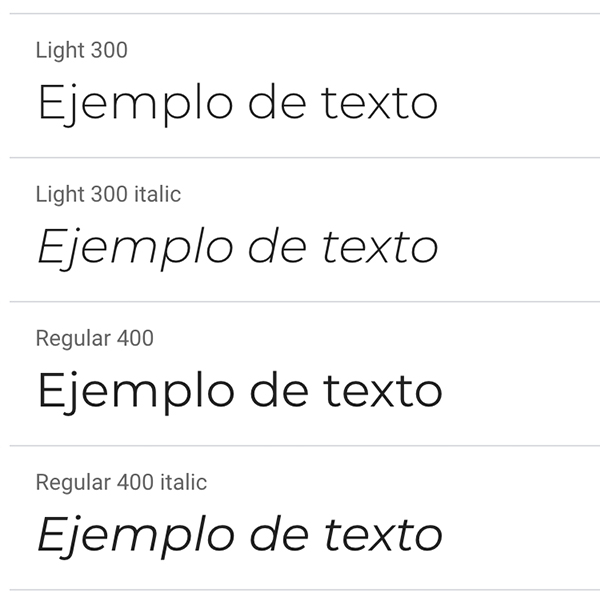 Light 300
Ejemplo de texto
Light 300 italic
Ejemplo de texto
Regular 400
Ejemplo de texto
Regular 400 italic
Ejemplo de texto